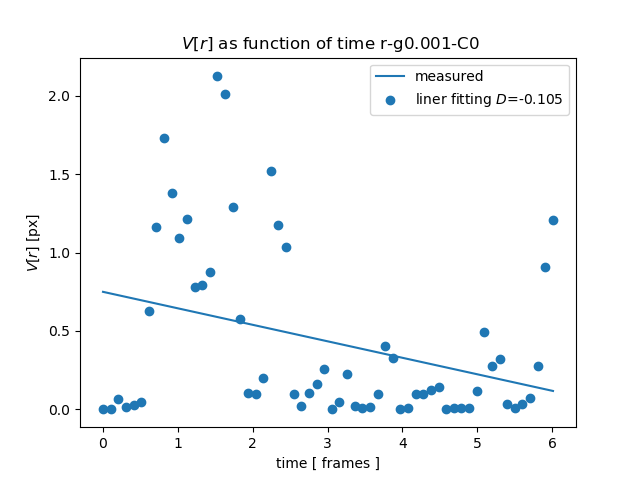 V[r] as function of time r-g0.001-C0
measured
liner fitting D=-0.105
V[r] [px]
2.0
1.5
1.0
0.5
0.0
0 1 2 3 4 5 6
time [ frames ]